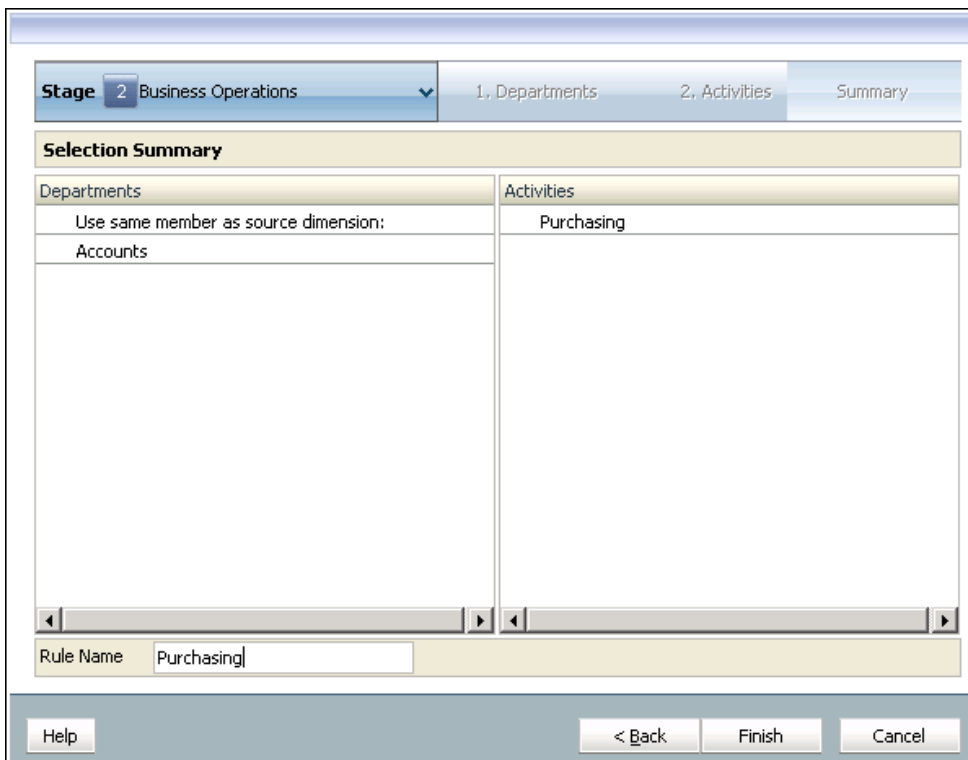 Stage 2 Business Operations 1. Departments 2. Activities Summary
Selection Summary
Departments Activities
Use same member as source dimension: Purchasing
Accounts
Rule Name Purchasing
Help < Back Finish Cancel